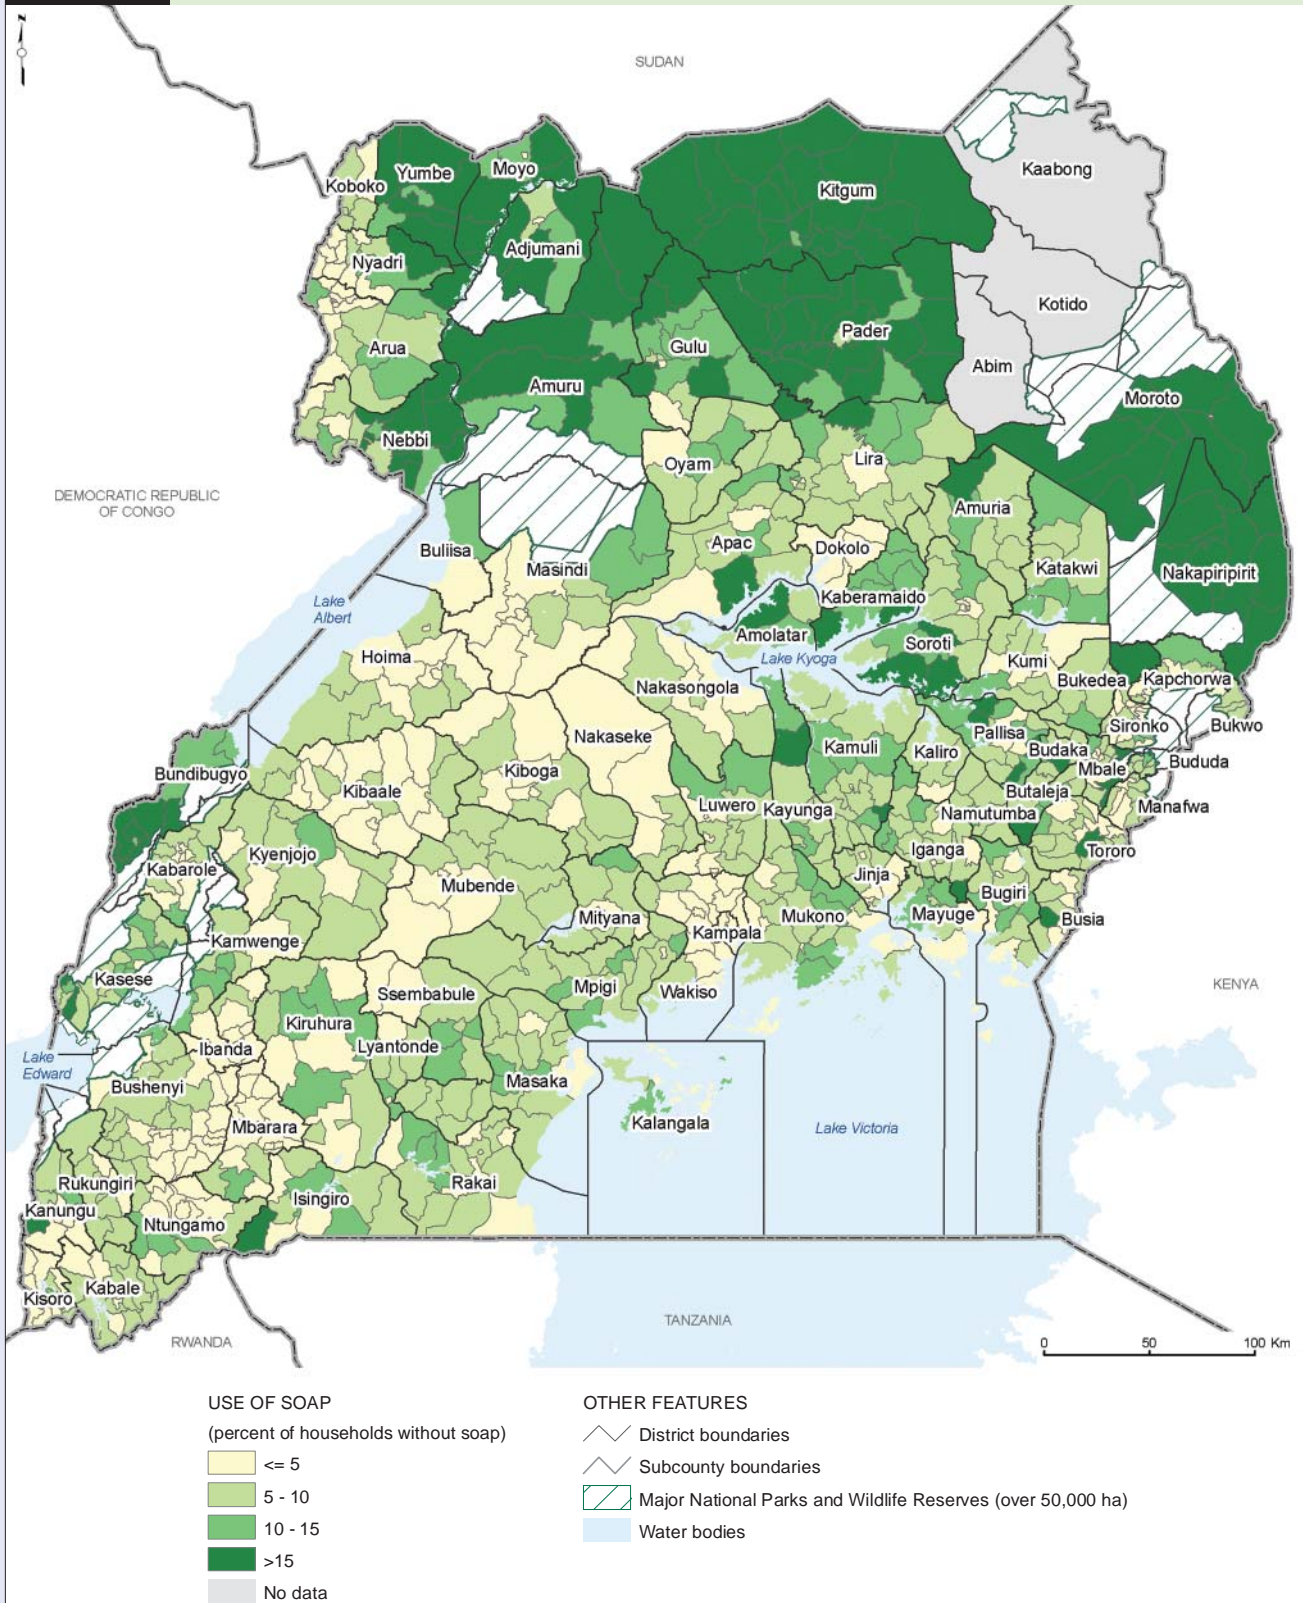 N
SUDAN
Kaabong
Koboko
Yumbe
Moyo
Kitgum
Adjumani
Nyadri
Kotido
Arua
Gulu
Pader
Abim
Amuru
Moroto
Nebbi
Oyam
Lira
DEMOCRATIC REPUBLIC
OF CONGO
Amuria
Buliisa
Apac
Dokolo
Masindi
Katakwi
Nakapiripirit
Lake
Albert
Kaberamaido
Amolatar
Soroti
Hoima
Lake Kyoga
Kumi
Nakasongola
Bukedea
Kapchorwa
Nakaseke
Kamuli
Kaliro
Pallisa
Sironko
Bukwo
Budaka
Bundibugyo
Kiboga
Mbale
Bududa
Kibaale
Luwero
Kayunga
Butaleja
Manafwa
Namutumba
Kyenjojo
Iganga
Tororo
Kabarole
Jinja
Mubende
Bugiri
Mityana
Mukono
Mayuge
Busia
Kamwenge
Kampala
Kasese
Ssembabule
Mpigi
Wakiso
KENYA
Kiruhura
Ibanda
Lyantonde
Lake
Edward
Bushenyi
Masaka
Mbarara
Kalangala
Lake Victoria
Rukungiri
Isingiro
Rakai
Kanungu
Ntungamo
Kabale
Kisoro
RWANDA
TANZANIA
0 50 100 Km
USE OF SOAP
(percent of households without soap)
<= 5
5 - 10
10 - 15
>15
No data
OTHER FEATURES
District boundaries
Subcounty boundaries
Major National Parks and Wildlife Reserves (over 50,000 ha)
Water bodies